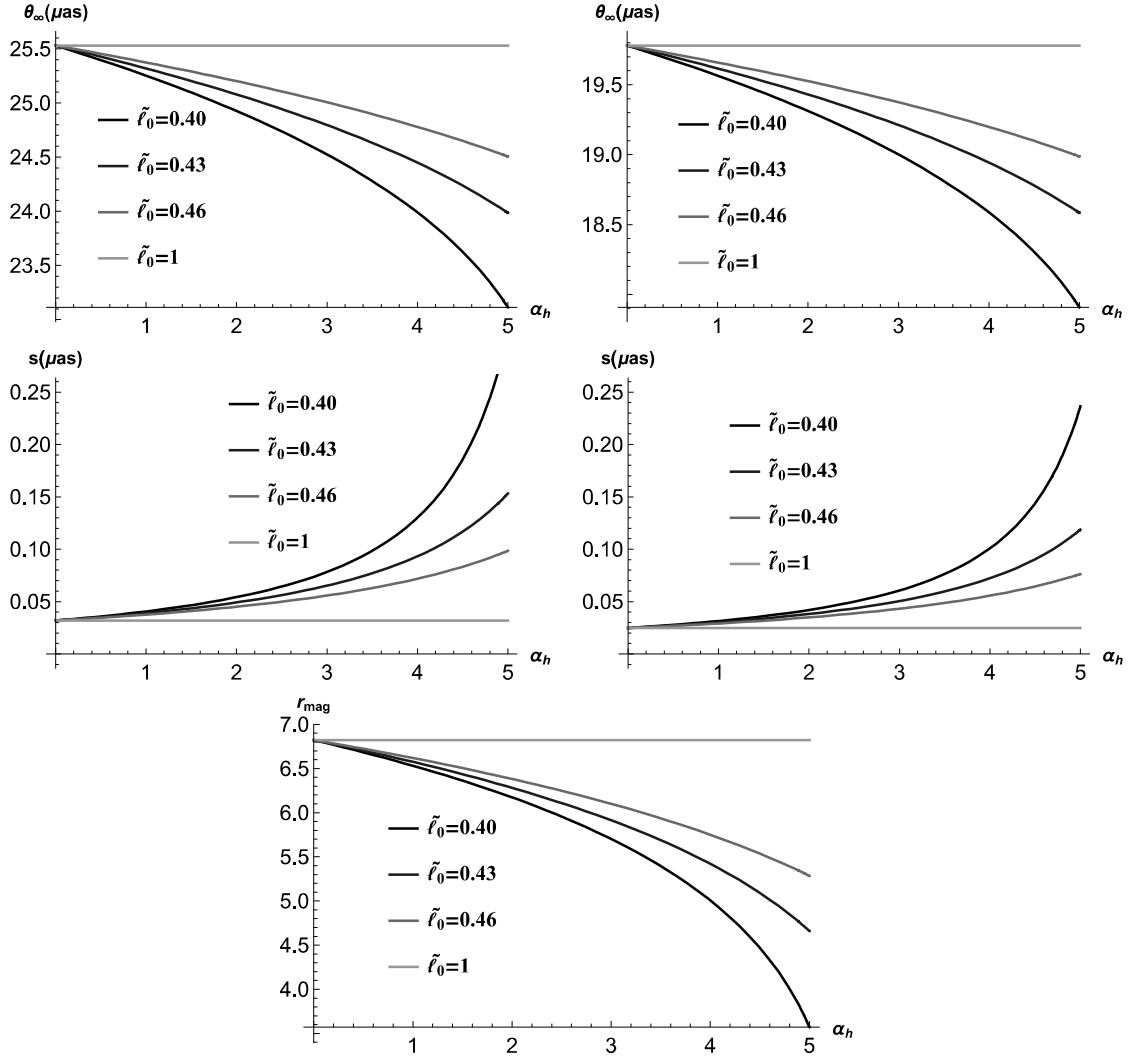 θ∞(μas)
25.5
25.0
24.5
24.0
23.5
ℓ̃₀=0.40
ℓ̃₀=0.43
ℓ̃₀=0.46
ℓ̃₀=1
1 2 3 4 5
αₕ
θ∞(μas)
19.5
19.0
18.5
ℓ̃₀=0.40
ℓ̃₀=0.43
ℓ̃₀=0.46
ℓ̃₀=1
1 2 3 4 5
αₕ
s(μas)
0.25
0.20
0.15
0.10
0.05
ℓ̃₀=0.40
ℓ̃₀=0.43
ℓ̃₀=0.46
ℓ̃₀=1
1 2 3 4 5
αₕ
s(μas)
0.25
0.20
0.15
0.10
0.05
ℓ̃₀=0.40
ℓ̃₀=0.43
ℓ̃₀=0.46
ℓ̃₀=1
1 2 3 4 5
αₕ
r_mag
7.0
6.5
6.0
5.5
5.0
4.5
4.0
ℓ̃₀=0.40
ℓ̃₀=0.43
ℓ̃₀=0.46
ℓ̃₀=1
1 2 3 4 5
αₕ